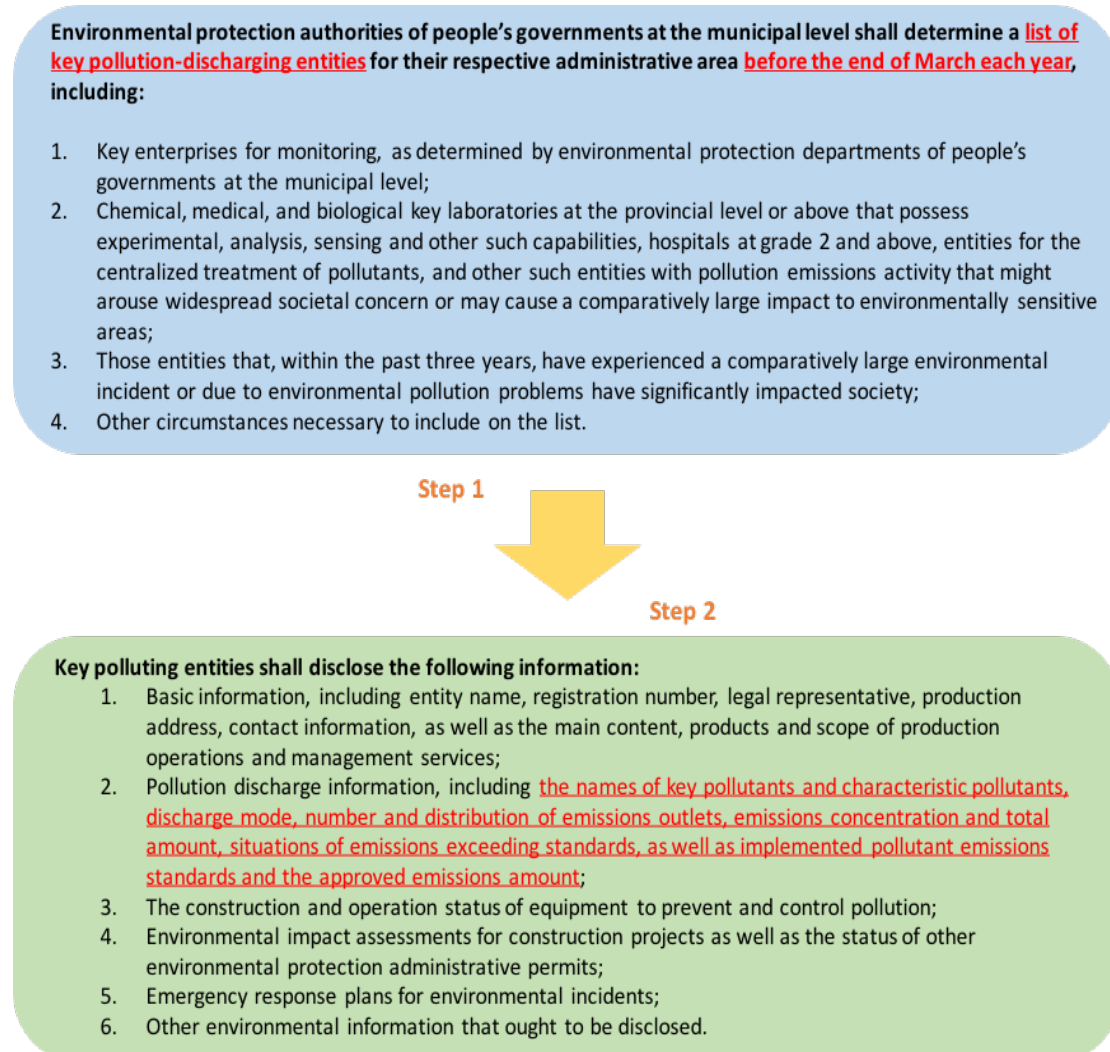 Environmental protection authorities of people's governments at the municipal level shall determine a list of
key pollution-discharging entities for their respective administrative area before the end of March each year,
including:
1. Key enterprises for monitoring, as determined by environmental protection departments of people's
governments at the municipal level;
2. Chemical, medical, and biological key laboratories at the provincial level or above that possess
experimental, analysis, sensing and other such capabilities, hospitals at grade 2 and above, entities for the
centralized treatment of pollutants, and other such entities with pollution emissions activity that might
arouse widespread societal concern or may cause a comparatively large impact to environmentally sensitive
areas;
3. Those entities that, within the past three years, have experienced a comparatively large environmental
incident or due to environmental pollution problems have significantly impacted society;
4. Other circumstances necessary to include on the list.
Step 1
Step 2
Key polluting entities shall disclose the following information:
1. Basic information, including entity name, registration number, legal representative, production
address, contact information, as well as the main content, products and scope of production
operations and management services;
2. Pollution discharge information, including the names of key pollutants and characteristic pollutants,
discharge mode, number and distribution of emissions outlets, emissions concentration and total
amount, situations of emissions exceeding standards, as well as implemented pollutant emissions
standards and the approved emissions amount;
3. The construction and operation status of equipment to prevent and control pollution;
4. Environmental impact assessments for construction projects as well as the status of other
environmental protection administrative permits;
5. Emergency response plans for environmental incidents;
6. Other environmental information that ought to be disclosed.